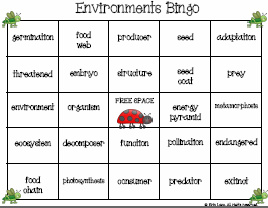 Environments Bingo
germination
food
web
producer
seed
adaptation
threatened
embryo
structure
seed
coat
prey
environment
organism
FREE SPACE
energy
pyramid
metamorphosis
ecosystem
decomposer
function
pollination
endangered
food
chain
photosynthesis
consumer
predator
extinct